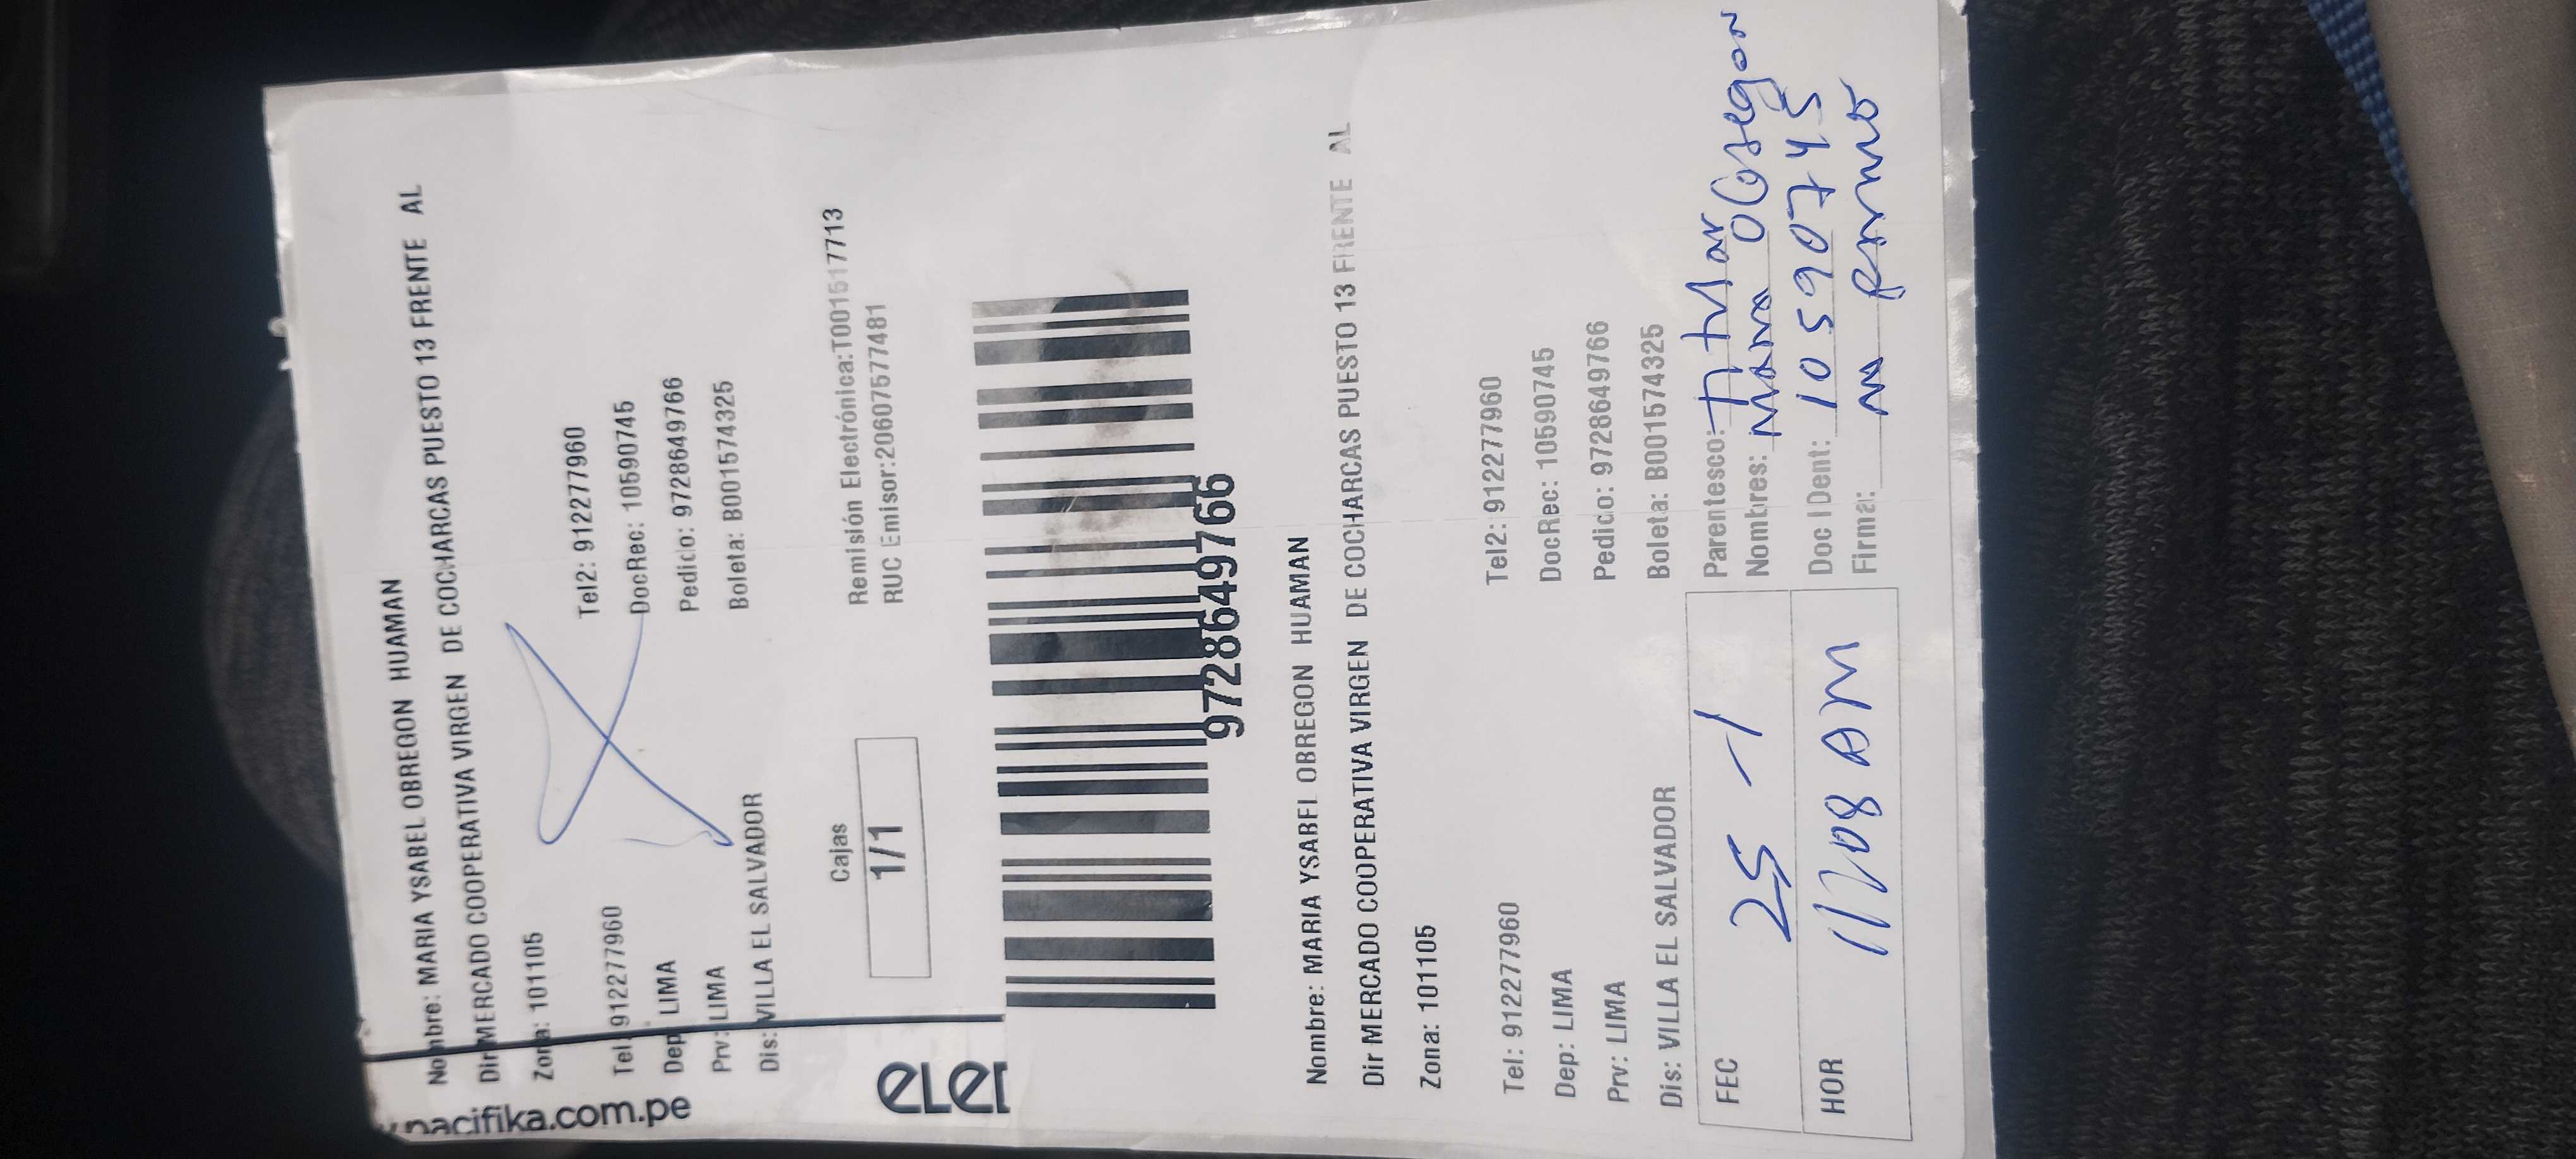 Nombre: MARIA YSABEL OBREGON HUAMAN
Dir MERCADO COOPERATIVA VIRGEN DE COCHARCAS PUESTO 13 FRENTE AL
Zona: 101105
Tel: 912277960 Tel2: 912277960
Dep: LIMA DocRec: 10590745
Prv: LIMA Pedido: 9728649766
Dis: VILLA EL SALVADOR Boleta: B001574325
pacifika.com.pe
Cajas Remisión Electrónica:T001517713
1/1 RUC Emisor:20607577481
9728649766
Nombre: MARIA YSABEL OBREGON HUAMAN
Dir MERCADO COOPERATIVA VIRGEN DE COCHARCAS PUESTO 13 FRENTE AL
Zona: 101105
Tel: 912277960 Tel2: 912277960
Dep: LIMA DocRec: 10590745
Prv: LIMA Pedido: 9728649766
Dis: VILLA EL SALVADOR Boleta: B001574325
FEC 25 - 1 Parentesco: titular
Nombres: Maria Obregon
HOR 11:08 AM Doc IDent: 10590745
Firma: